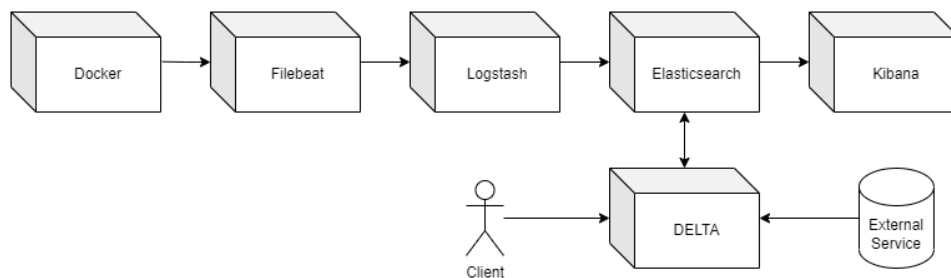 Docker
Filebeat
Logstash
Elasticsearch
Kibana
DELTA
External
Service
Client